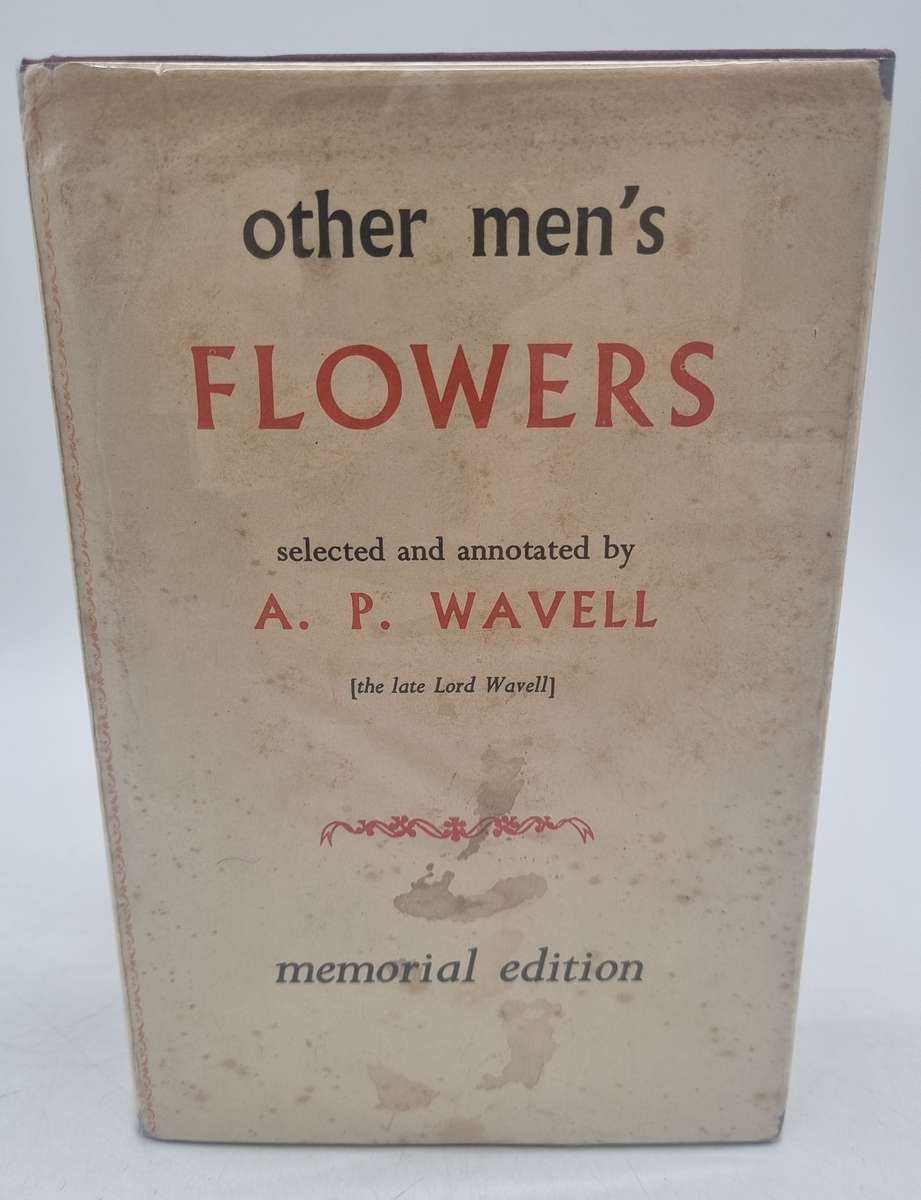 other men's
FLOWERS
selected and annotated by
A. P. WAVELL
[the late Lord Wavell]
memorial edition